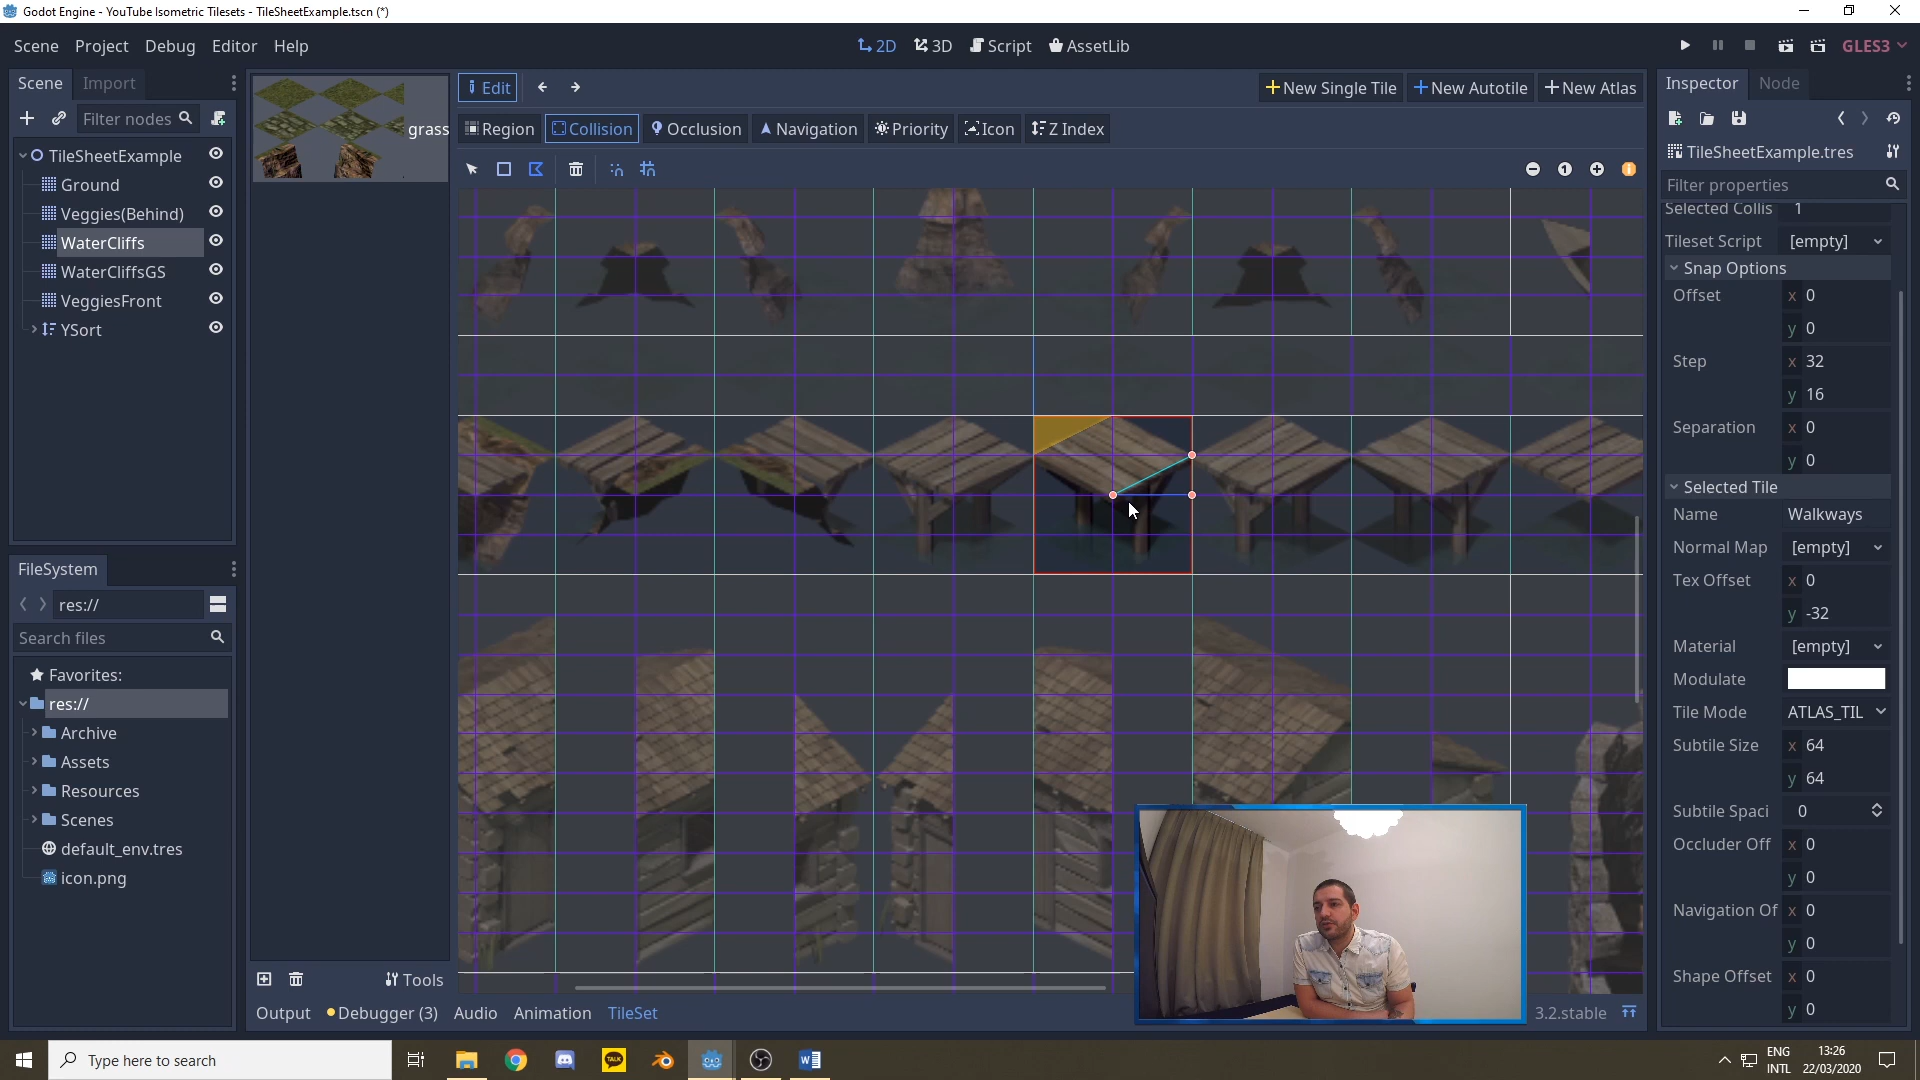 Godot Engine - YouTube Isometric Tilesets - TileSheetExample.tscn (*)
Scene Project Debug Editor Help
2D 3D Script AssetLib
GLES3
Scene Import
Filter nodes
TileSheetExample
Ground
Veggies(Behind)
WaterCliffs
WaterCliffsGS
VeggiesFront
YSort
FileSystem
res://
Search files
Favorites:
res://
Archive
Assets
Resources
Scenes
default_env.tres
icon.png
grass
Tools
Edit
New Single Tile New Autotile New Atlas
Region Collision Occlusion Navigation Priority Icon Z Index
1
Output Debugger (3) Audio Animation TileSet
3.2.stable
Inspector Node
TileSheetExample.tres
Filter properties
Selected Collis 1
Tileset Script [empty]
Snap Options
Offset x 0
y 0
Step x 32
y 16
Separation x 0
y 0
Selected Tile
Name Walkways
Normal Map [empty]
Tex Offset x 0
y -32
Material [empty]
Modulate
Tile Mode ATLAS_TIL
Subtile Size x 64
y 64
Subtile Spaci 0
Occluder Off x 0
y 0
Navigation Of x 0
y 0
Shape Offset x 0
y 0
Type here to search
TALK
W
ENG
INTL
13:26
22/03/2020